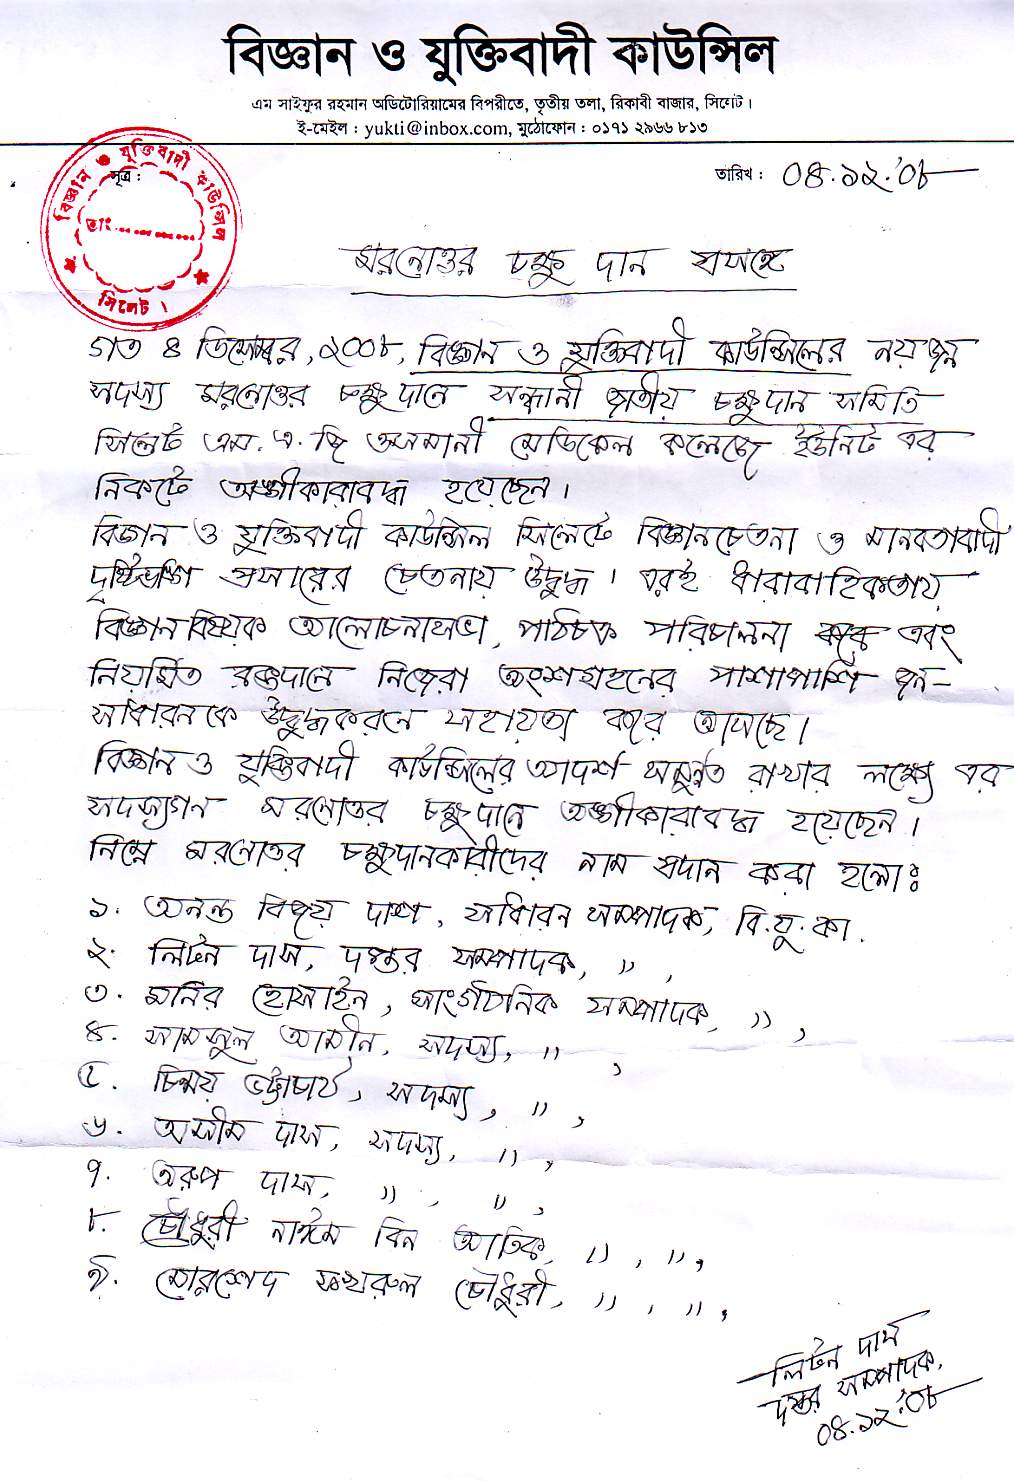 বিজ্ঞান ও যুক্তিবাদী কাউন্সিল
এম সাইফুর রহমান অডিটোরিয়ামের বিপরীতে, তৃতীয় তলা, রিকাবী বাজার, সিলেট।
ই-মেইল : yukti@inbox.com, মুঠোফোন : ০১৭১ ২৯৬৬ ৮১৩
সূত্র :
তারিখ : ০৪.১২.'০৮
বিজ্ঞান ও যুক্তিবাদী কাউন্সিল
তাং..............
সিলেট।
মরনোত্তর চক্ষু দান প্রসঙ্গে
গত ৪ ডিসেম্বর, ২০০৮, বিজ্ঞান ও যুক্তিবাদী কাউন্সিলের নয়জন
সদস্য মরনোত্তর চক্ষুদানে সন্ধানী জাতীয় চক্ষুদান সমিতি
সিলেট এম. এ. জি ওসমানী মেডিকেল কলেজে ইউনিট এর
নিকটে অঙ্গীকারাবদ্ধ হয়েছেন।
বিজ্ঞান ও যুক্তিবাদী কাউন্সিল সিলেটে বিজ্ঞানচেতনা ও মানবতাবাদী
দৃষ্টিভঙ্গি প্রসারের চেতনায় উদ্বুদ্ধ। এরই ধারাবাহিকতায়
বিজ্ঞান বিষয়ক আলোচনাসভা, পাঠচক্র পরিচালনা করে এবং
নিয়মিত রক্তদানে নিজেরা অংশগ্রহনের পাশাপাশি জন-
সাধারনকে উদ্বুদ্ধকরনে সহায়তা করে আসছে।
বিজ্ঞান ও যুক্তিবাদী কাউন্সিলের আদর্শ সমুন্নত রাখার লক্ষ্যে এর
সদস্যগন মরনোত্তর চক্ষুদানে অঙ্গীকারাবদ্ধ হয়েছেন।
নিম্নে মরনোত্তর চক্ষুদানকারীদের নাম প্রদান করা হলোঃ
১. অনন্ত বিজয় দাশ, সাধারন সম্পাদক, বি.যু.কা.
২. লিটন দাস, দপ্তর সম্পাদক, ,, ,
৩. মনির হোসাইন, সাংগঠনিক সম্পাদক, ,, ,
৪. সামসুল আমীন, সদস্য, ,, ,
৫. চিন্ময় ভট্টাচার্য, সদস্য, ,, ,
৬. অসীম দাস, সদস্য, ,, ,
৭. অরুপ দাস, ,, , ,, ,
৮. চৌধুরী নাঈম বিন আতিক, ,, , ,, ,
৯. মোরশেদ ফখরুল চৌধুরী, ,, , ,, ,
লিটন দাস
দপ্তর সম্পাদক,
০৪.১২.'০৮